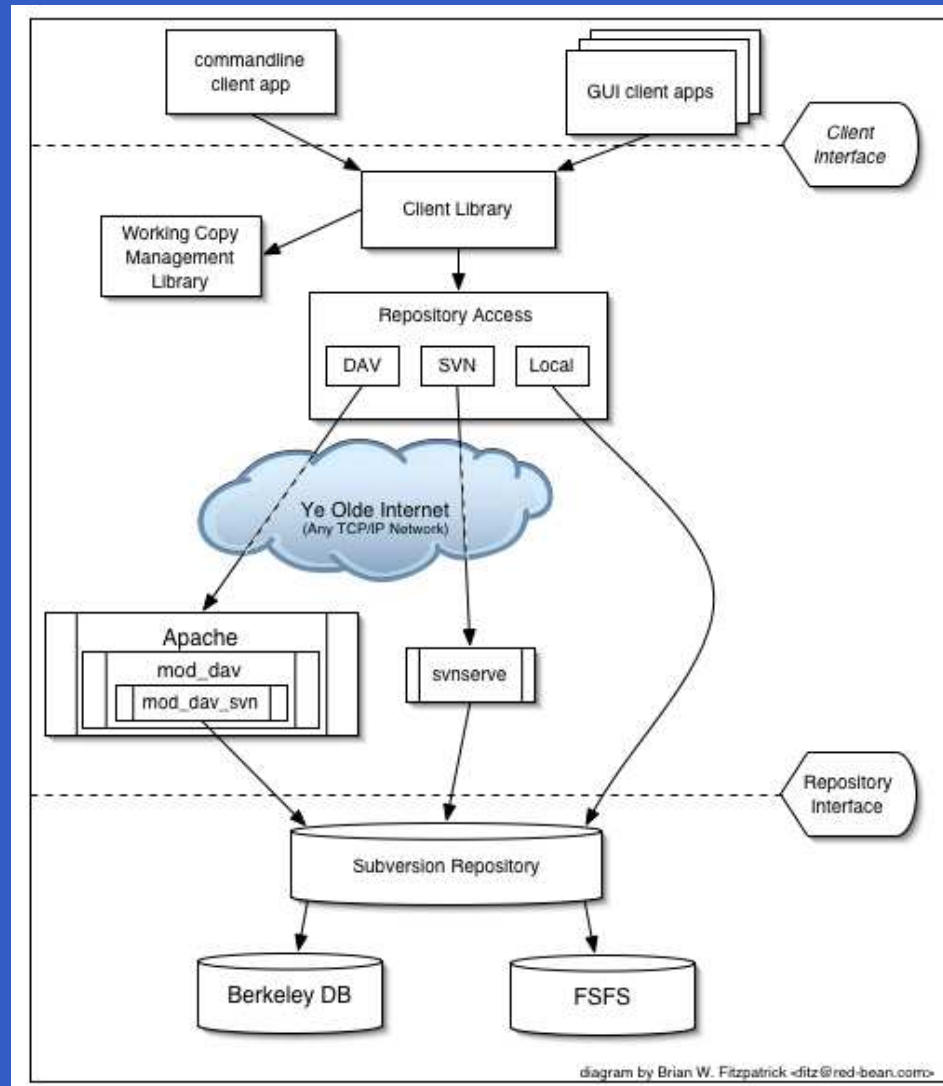 commandline
client app
GUI client apps
Client
Interface
Client Library
Working Copy
Management
Library
Repository Access
DAV
SVN
Local
Ye Olde Internet
(Any TCP/IP Network)
Apache
mod_dav
mod_dav_svn
svnserve
Repository
Interface
Subversion Repository
Berkeley DB
FSFS
diagram by Brian W. Fitzpatrick <fitz@red-bean.com>